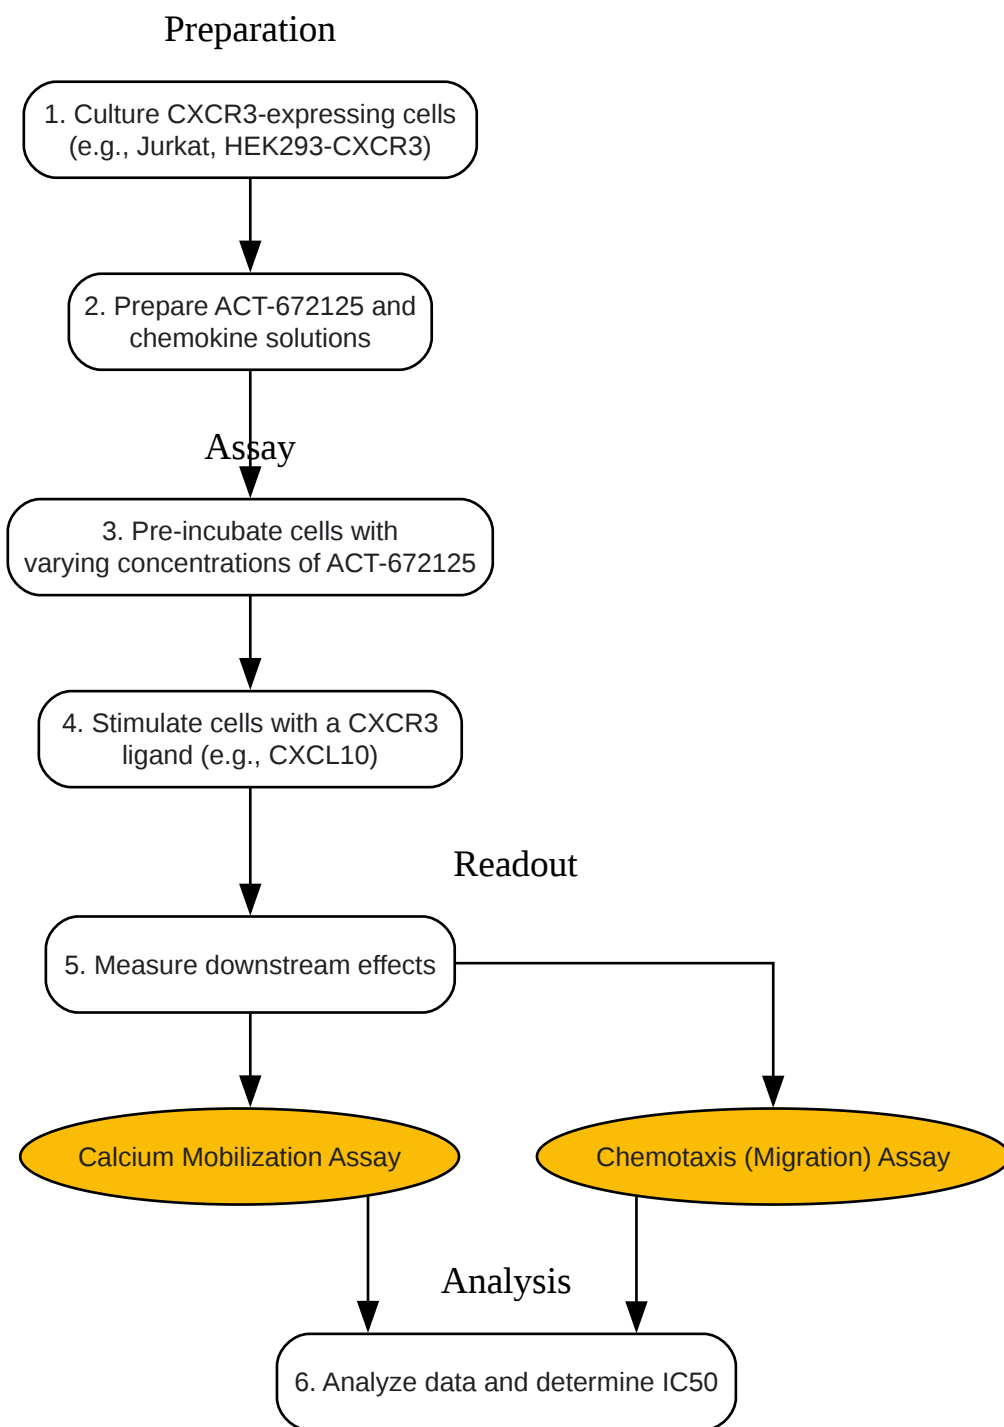 Preparation
1. Culture CXCR3-expressing cells
(e.g., Jurkat, HEK293-CXCR3)
2. Prepare ACT-672125 and
chemokine solutions
Assay
3. Pre-incubate cells with
varying concentrations of ACT-672125
4. Stimulate cells with a CXCR3
ligand (e.g., CXCL10)
Readout
5. Measure downstream effects
Calcium Mobilization Assay
Chemotaxis (Migration) Assay
Analysis
6. Analyze data and determine IC50